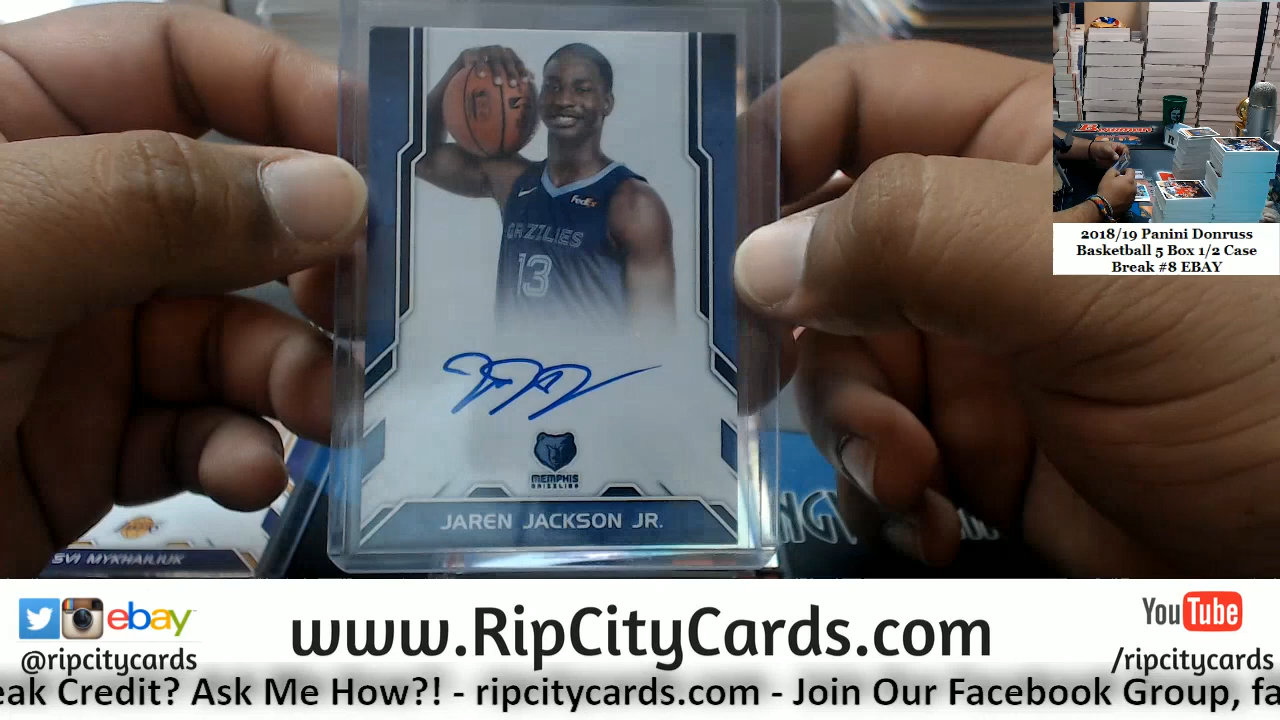 FedEx
GRIZZLIES
13
MEMPHIS
GRIZZLIES
JAREN JACKSON JR.
SVI MYKHAILIUK
2018/19 Panini Donruss
Basketball 5 Box 1/2 Case
Break #8 EBAY
ebay
@ripcitycards
www.RipCityCards.com
YouTube
/ripcitycards
eak Credit? Ask Me How?! - ripcitycards.com - Join Our Facebook Group, fa